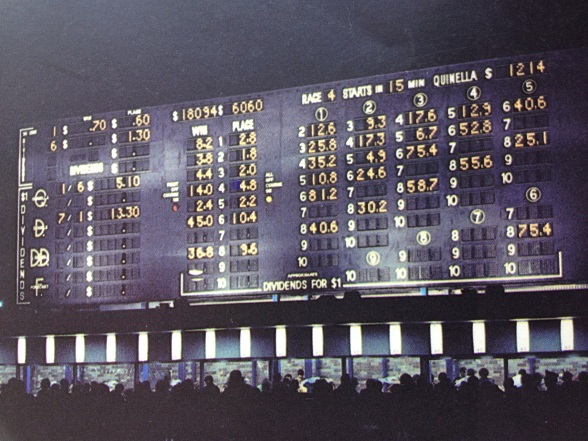 WIN PLACE
1 $ .70 $ .60
6 $ . $ 1.30
$ . $ .
DIVIDENDS
1 / 6 $ 5.10
/ $ .
7 / 1 $ 13.30
/ $ .
/ $ .
/ $ .
/ $ .
/ $ .
$1 DIVIDENDS
Q
D
DD
F
FORECAST
$ 18094 $ 6060
WIN PLACE
8.2 1 2.8
3.8 2 1.8
4.4 3 2.0
14.0 4 4.8
2.4 5 2.2
45.0 6 10.4
7
36.8 8 9.6
9
10
RACE 4 STARTS IN 15 MIN QUINELLA $ 1214
1
2 12.6
3 25.8
4 35.2
5 10.8
6 81.2
7
8 40.6
9
10
2
3 9.3
4 17.3
5 4.9
6 24.6
7
8 30.2
9
10
3
4 17.6
5 6.7
6 75.4
7
8 58.7
9
10
4
5 12.9
6 52.8
7
8 55.6
9
10
5
6 40.6
7
8 25.1
9
10
6
7
8 75.4
9
10
7
8
9
10
8
9
10
9
10
APPROXIMATE
DIVIDENDS FOR $1